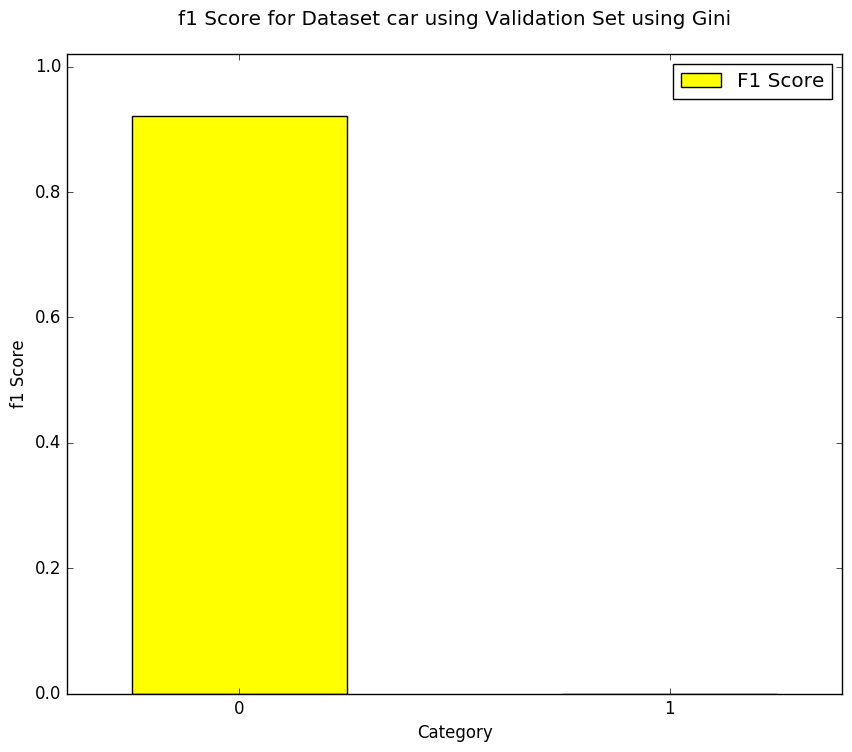 f1 Score for Dataset car using Validation Set using Gini
F1 Score
1.0
0.8
0.6
0.4
0.2
0.0
f1 Score
0
1
Category